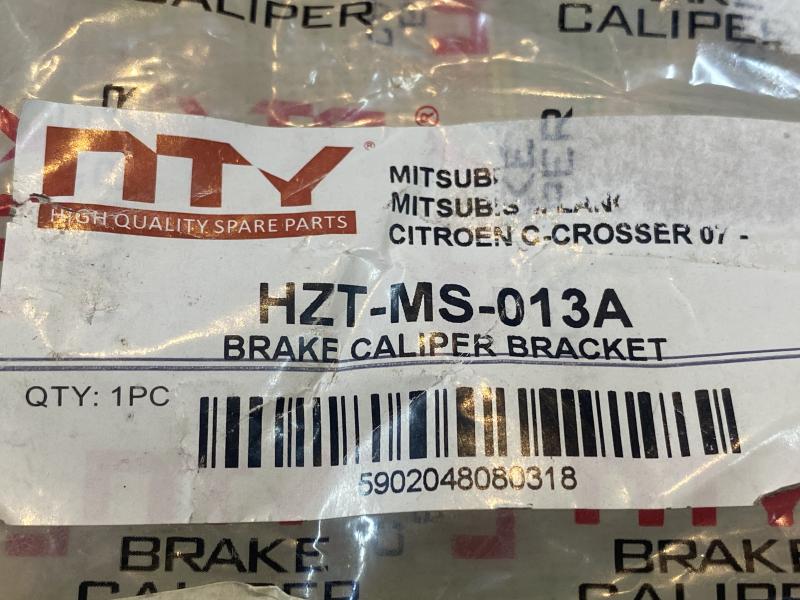 BRAKE
CALIPER
CALIPER
NTY®
HIGH QUALITY SPARE PARTS
CITROEN C-CROSSER 07 -
HZT-MS-013A
BRAKE CALIPER BRACKET
QTY: 1PC
5902048080318
BRAKE
CALIPER
BRAKE